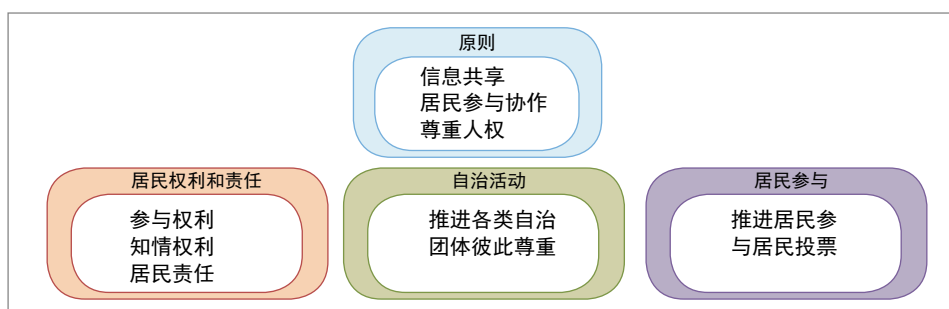 原则
信息共享
居民参与协作
尊重人权
居民权利和责任
参与权利
知情权利
居民责任
自治活动
推进各类自治
团体彼此尊重
居民参与
推进居民参
与居民投票